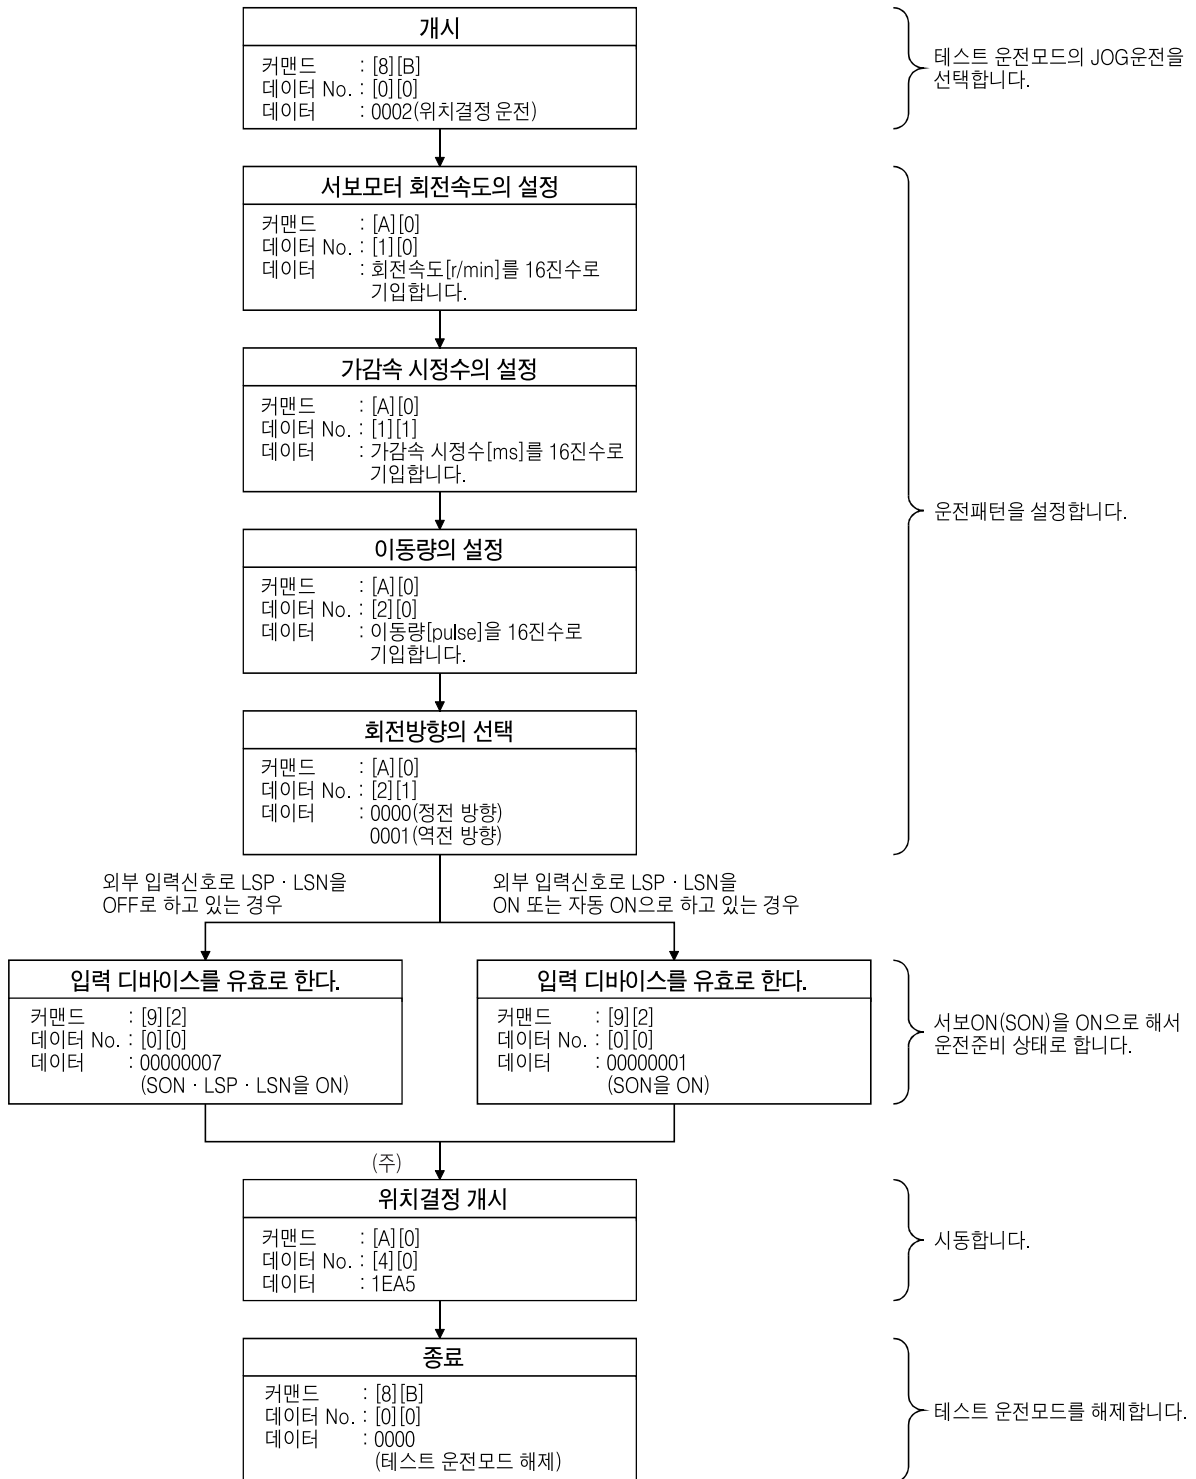 개시
커맨드 : [8][B]
데이터 No. : [0][0]
데이터 : 0002(위치결정 운전)
테스트 운전모드의 JOG운전을
선택합니다.
서보모터 회전속도의 설정
커맨드 : [A][0]
데이터 No. : [1][0]
데이터 : 회전속도[r/min]를 16진수로
기입합니다.
가감속 시정수의 설정
커맨드 : [A][0]
데이터 No. : [1][1]
데이터 : 가감속 시정수[ms]를 16진수로
기입합니다.
이동량의 설정
커맨드 : [A][0]
데이터 No. : [2][0]
데이터 : 이동량[pulse]을 16진수로
기입합니다.
회전방향의 선택
커맨드 : [A][0]
데이터 No. : [2][1]
데이터 : 0000(정전 방향)
0001(역전 방향)
운전패턴을 설정합니다.
외부 입력신호로 LSP · LSN을
OFF로 하고 있는 경우
외부 입력신호로 LSP · LSN을
ON 또는 자동 ON으로 하고 있는 경우
입력 디바이스를 유효로 한다.
커맨드 : [9][2]
데이터 No. : [0][0]
데이터 : 00000007
(SON · LSP · LSN을 ON)
입력 디바이스를 유효로 한다.
커맨드 : [9][2]
데이터 No. : [0][0]
데이터 : 00000001
(SON을 ON)
서보ON(SON)을 ON으로 해서
운전준비 상태로 합니다.
(주)
위치결정 개시
커맨드 : [A][0]
데이터 No. : [4][0]
데이터 : 1EA5
시동합니다.
종료
커맨드 : [8][B]
데이터 No. : [0][0]
데이터 : 0000
(테스트 운전모드 해제)
테스트 운전모드를 해제합니다.